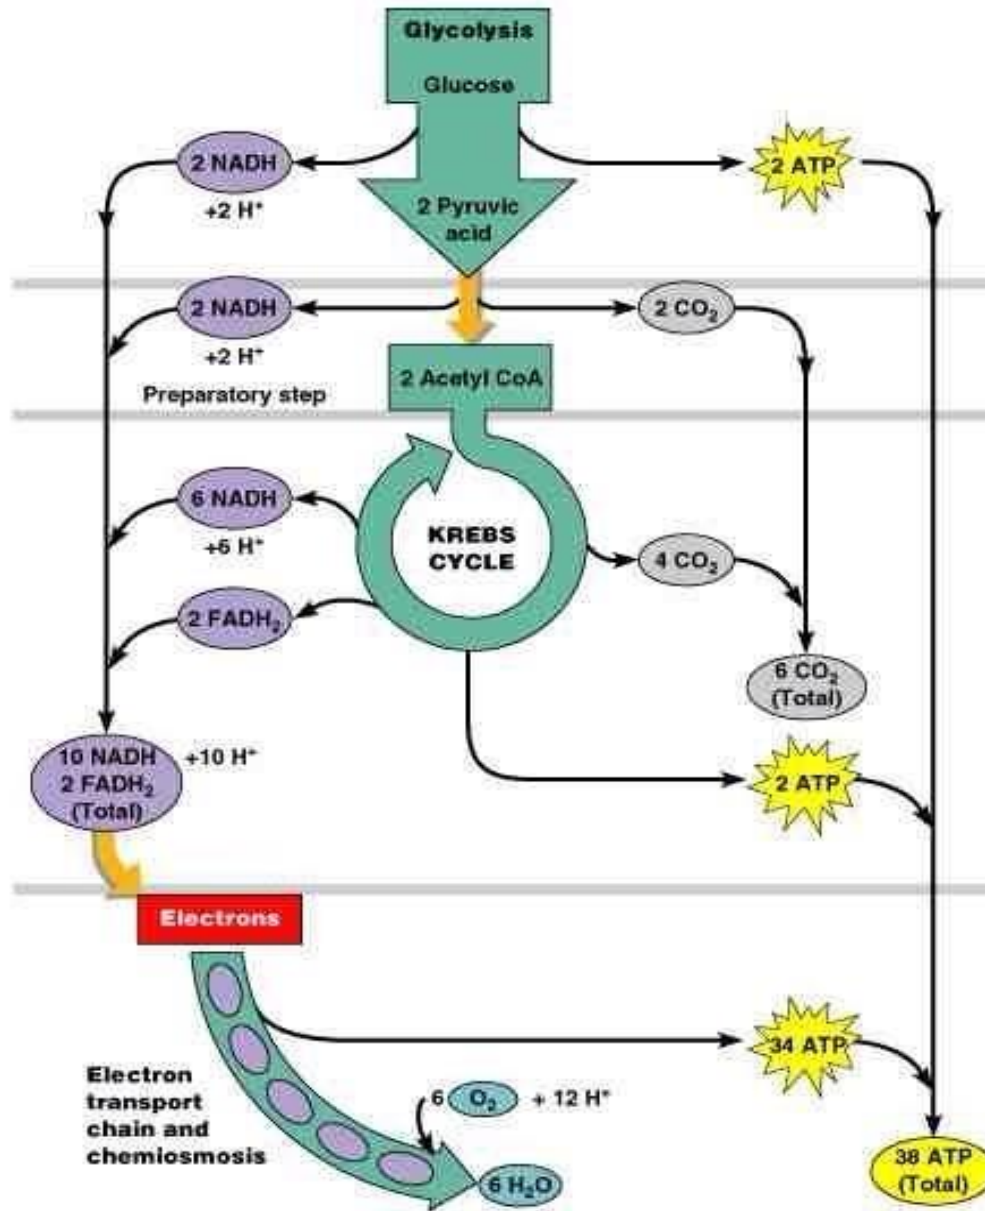 Glycolysis
Glucose
2 NADH
+2 H⁺
2 ATP
2 Pyruvic
acid
2 NADH
+2 H⁺
2 CO₂
2 Acetyl CoA
Preparatory step
6 NADH
+6 H⁺
KREBS
CYCLE
4 CO₂
2 FADH₂
6 CO₂
(Total)
10 NADH
2 FADH₂
(Total)
+10 H⁺
2 ATP
Electrons
34 ATP
Electron
transport
chain and
chemiosmosis
6 O₂ + 12 H⁺
6 H₂O
38 ATP
(Total)